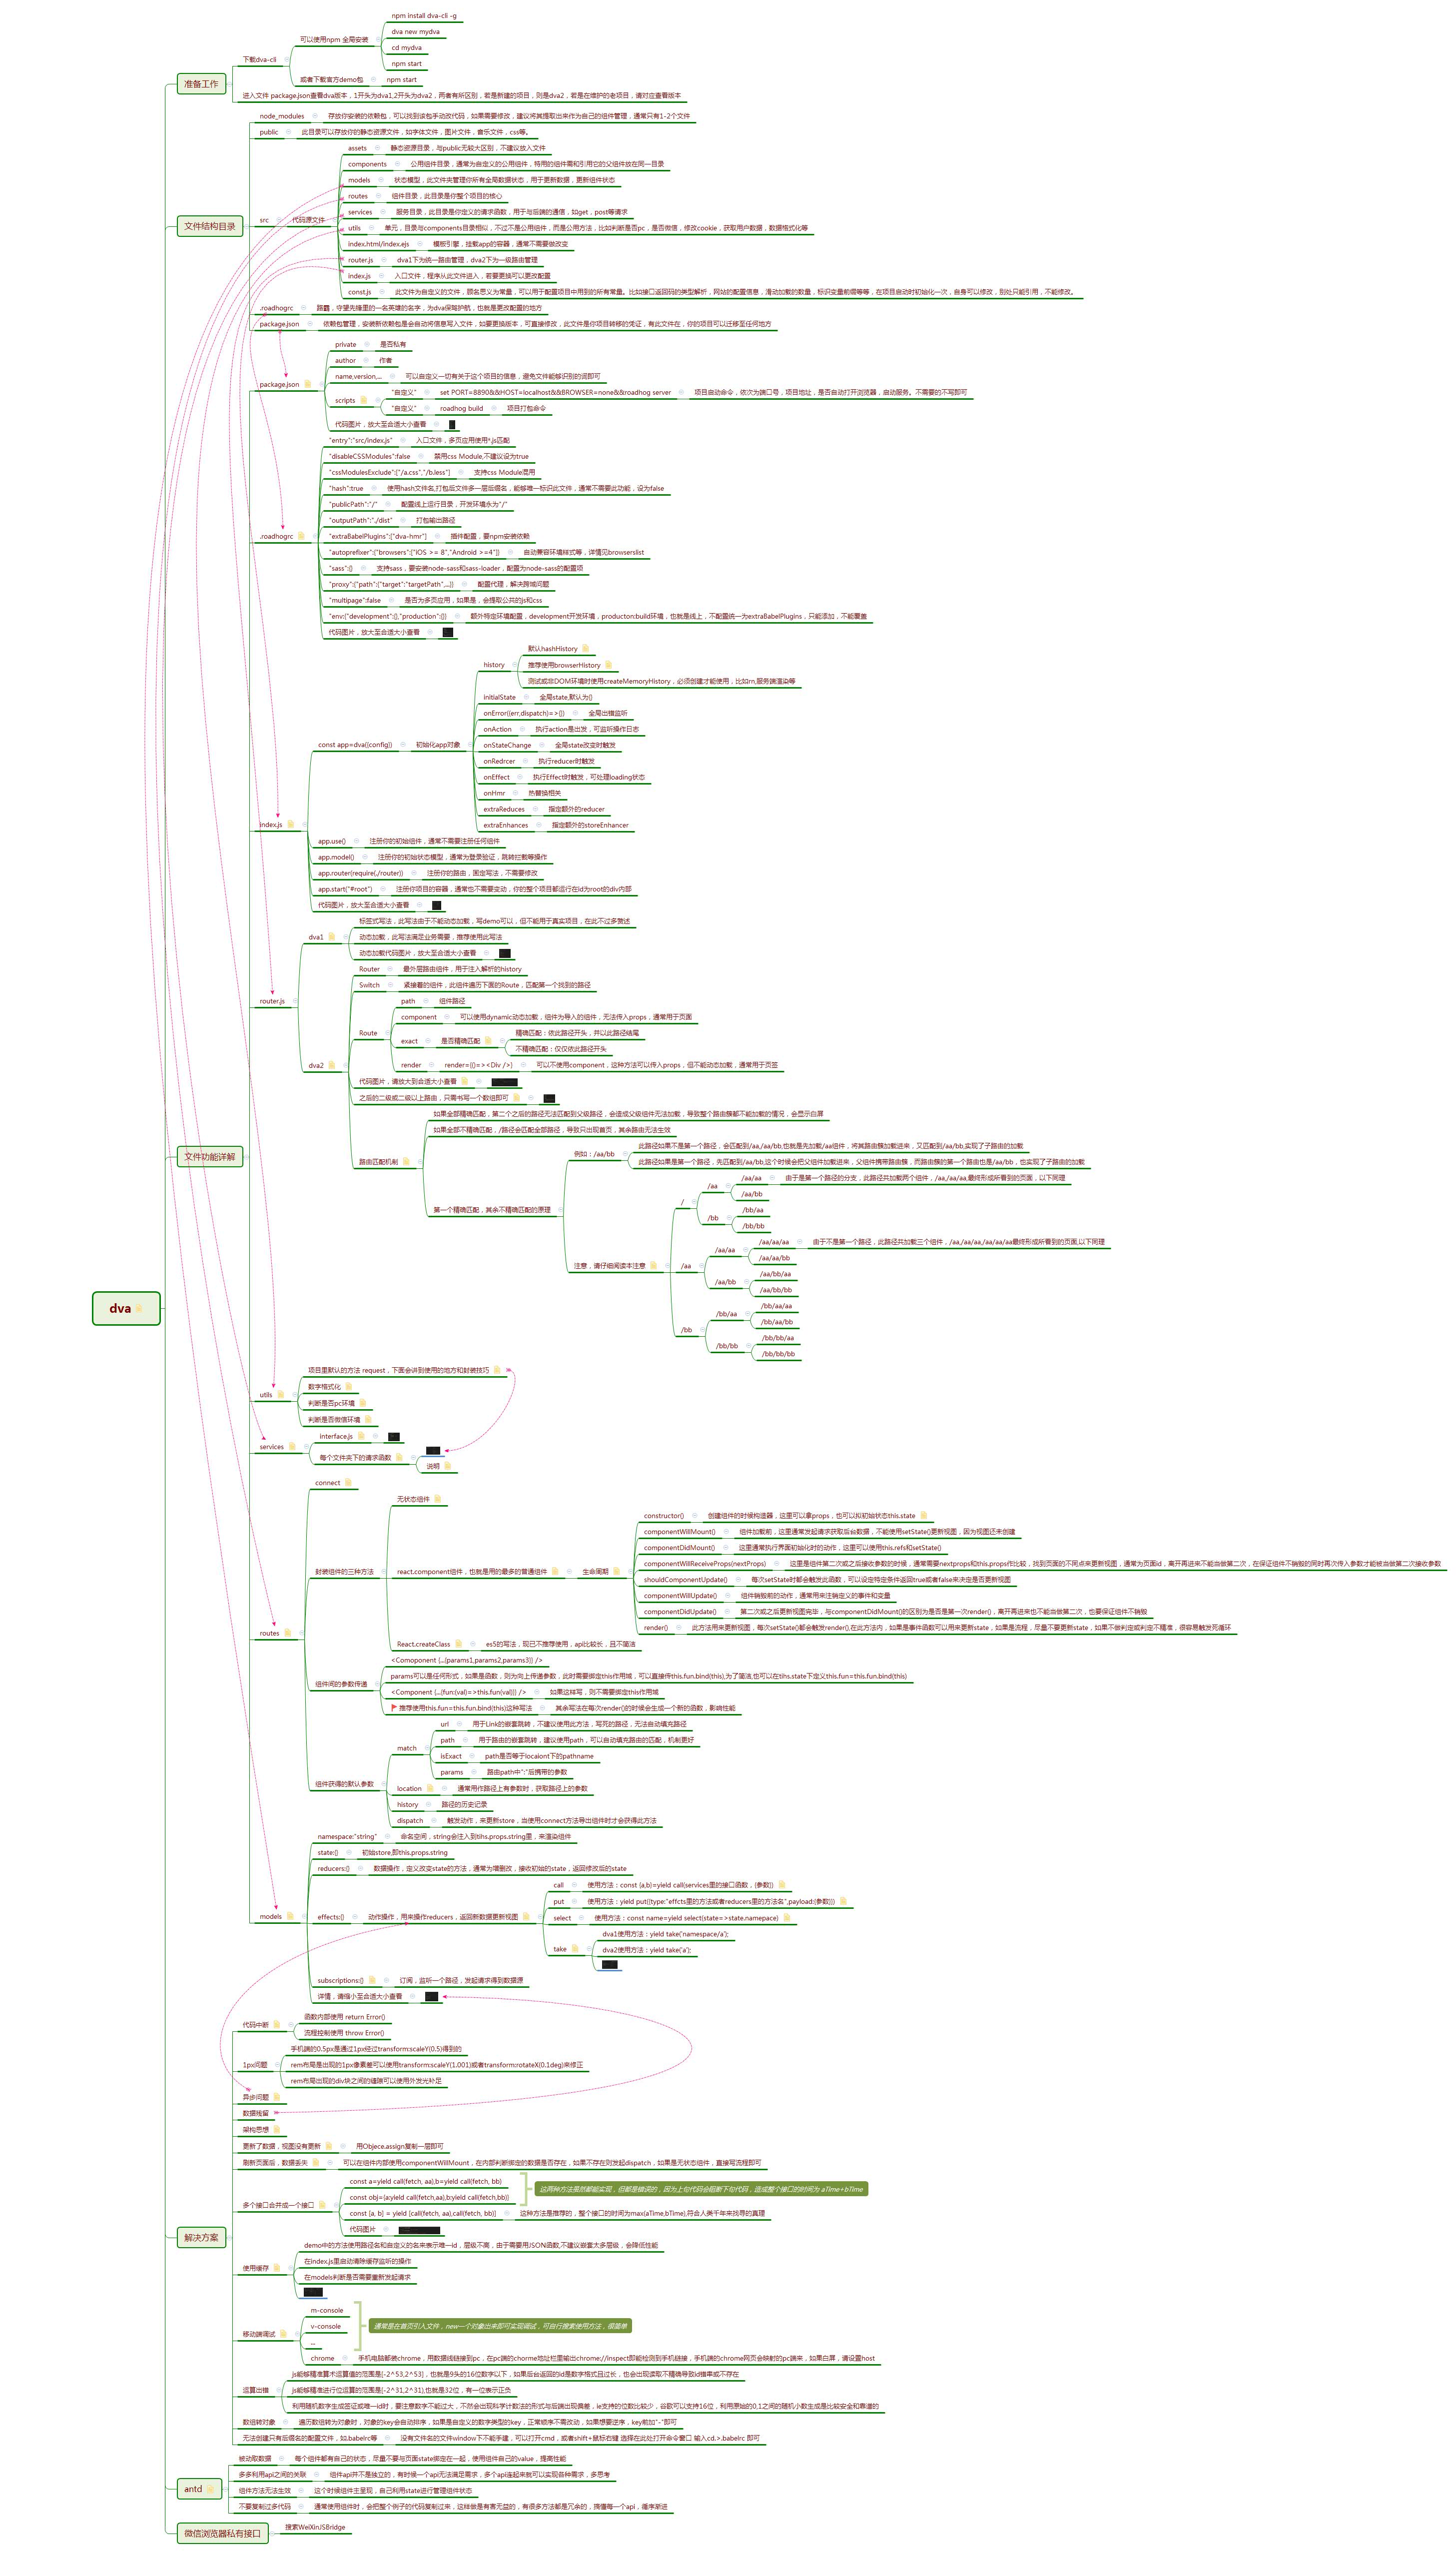 dva
准备工作
下载dva-cli
可以使用npm 全局安装
npm install dva-cli -g
dva new mydva
cd mydva
npm start
或者下载官方demo包
npm start
进入文件 package.json查看dva版本，1开头为dva1,2开头为dva2，两者有所区别，若是新建的项目，则是dva2，若是在维护的老项目，请对应查看版本
文件结构目录
node_modules
存放你安装的依赖包，可以找到该包手动改代码，如果需要修改，建议将其提取出来作为自己的组件管理，通常只有1-2个文件
public
此目录可以存放你的静态资源文件，如字体文件，图片文件，音乐文件，css等。
src
代码源文件
assets
静态资源目录，与public无较大区别，不建议放入文件
components
公用组件目录，通常为自定义的公用组件，特用的组件需和引用它的父组件放在同一目录
models
状态模型，此文件夹管理你所有全局数据状态，用于更新数据，更新组件状态
routes
组件目录，此目录是你整个项目的核心
services
服务目录，此目录是你定义的请求函数，用于与后端的通信，如get，post等请求
utils
单元，目录与components目录相似，不过不是公用组件，而是公用方法，比如判断是否pc，是否微信，修改cookie，获取用户数据，数据格式化等
index.html/index.ejs
模板引擎，挂载app的容器，通常不需要做改变
router.js
dva1下为统一路由管理，dva2下为一级路由管理
index.js
入口文件，程序从此文件进入，若要更换可以更改配置
const.js
此文件为自定义的文件，顾名思义为常量，可以用于配置项目中用到的所有常量。比如接口返回码的类型解析，网站的配置信息，滑动加载的数量，标识变量前缀等等，在项目启动时初始化一次，自身可以修改，别处只能引用，不能修改。
.roadhogrc
路霸，守望先锋里的一名英雄的名字，为dva保驾护航，也就是更改配置的地方
package.json
依赖包管理，安装新依赖包是会自动将信息写入文件，如要更换版本，可直接修改，此文件是你项目转移的凭证，有此文件在，你的项目可以迁移至任何地方
文件功能详解
package.json
private
是否私有
author
作者
name,version,...
可以自定义一切有关于这个项目的信息，避免文件能够识别的词即可
scripts
"自定义"
set PORT=8890&&HOST=localhost&&BROWSER=none&&roadhog server
项目启动命令，依次为端口号，项目地址，是否自动打开浏览器，启动服务。不需要的不写即可
"自定义"
roadhog build
项目打包命令
代码图片，放大至合适大小查看
.roadhogrc
"entry":"src/index.js"
入口文件，多页应用使用*.js匹配
"disableCSSModules":false
禁用css Module,不建议设为true
"cssModulesExclude":["/a.css","/b.less"]
支持css Module混用
"hash":true
使用hash文件名,打包后文件多一层后缀名，能够唯一标识此文件，通常不需要此功能，设为false
"publicPath":"/"
配置线上运行目录，开发环境永为"/"
"outputPath":"./dist"
打包输出路径
"extraBabelPlugins":["dva-hmr"]
插件配置，要npm安装依赖
"autoprefixer":{"browsers":["iOS >= 8","Android >=4"]}
自动兼容环境样式等，详情见browserslist
"sass":{}
支持sass，要安装node-sass和sass-loader，配置为node-sass的配置项
"proxy":{"path":{"target":"targetPath",...}}
配置代理，解决跨域问题
"multipage":false
是否为多页应用，如果是，会提取公共的js和css
"env:{"development":{},"production":{}}
额外特定环境配置，development开发环境，producton:build环境，也就是线上，不配置统一为extraBabelPlugins，只能添加，不能覆盖
代码图片，放大至合适大小查看
index.js
const app=dva({config})
初始化app对象
history
默认hashHistory
推荐使用browserHistory
测试或非DOM环境时使用createMemoryHistory，必须创建才能使用，比如rn,服务端渲染等
initialState
全局state,默认为{}
onError((err,dispatch)=>{})
全局出错监听
onAction
执行action是出发，可监听操作日志
onStateChange
全局state改变时触发
onRedrcer
执行reducer时触发
onEffect
执行Effect时触发，可处理loading状态
onHmr
热替换相关
extraReduces
指定额外的reducer
extraEnhances
指定额外的storeEnhancer
app.use()
注册你的初始组件，通常不需要注册任何组件
app.model()
注册你的初始状态模型，通常为登录验证，跳转拦截等操作
app.router(require(./router))
注册你的路由，固定写法，不需要修改
app.start("#root")
注册你项目的容器，通常也不需要变动，你的整个项目都运行在id为root的div内部
代码图片，放大至合适大小查看
router.js
dva1
标签式写法，此写法由于不能动态加载，写demo可以，但不能用于真实项目，在此不过多赘述
动态加载，此写法满足业务需要，推荐使用此写法
动态加载代码图片，放大至合适大小查看
dva2
Router
最外层路由组件，用于注入解析的history
Switch
紧接着的组件，此组件遍历下面的Route，匹配第一个找到的路径
Route
path
组件路径
component
可以使用dynamic动态加载，组件为导入的组件，无法传入props，通常用于页面
exact
是否精确匹配
精确匹配：依此路径开头，并以此路径结尾
不精确匹配：仅仅依此路径开头
render
render={()=><Div />}
可以不使用component，这种方法可以传入props，但不能动态加载，通常用于页签
代码图片，请放大到合适大小查看
之后的二级或二级以上路由，只需书写一个数组即可
路由匹配机制
如果全部精确匹配，第二个之后的路径无法匹配到父级路径，会造成父级组件无法加载，导致整个路由簇都不能加载的情况，会显示白屏
如果全部不精确匹配，/路径会匹配全部路径，导致只出现首页，其余路由无法生效
第一个精确匹配，其余不精确匹配的原理
例如：/aa/bb
此路径如果不是第一个路径，会匹配到/aa,/aa/bb,也就是先加载/aa组件，将其路由簇加载进来，又匹配到/aa/bb,实现了子路由的加载
此路径如果是第一个路径，先匹配到/aa/bb,这个时候会把父组件加载进来，父组件携带路由簇，而路由簇的第一个路由也是/aa/bb，也实现了子路由的加载
注意，请仔细阅读本注意
/
/aa
/aa/aa
由于是第一个路径的分支，此路径共加载两个组件，/aa,/aa/aa,最终形成所看到的页面，以下同理
/aa/bb
/bb
/bb/aa
/bb/bb
/aa
/aa/aa
/aa/aa/aa
由于不是第一个路径，此路径共加载三个组件，/aa,/aa/aa,/aa/aa/aa最终形成所看到的页面,以下同理
/aa/aa/bb
/aa/bb
/aa/bb/aa
/aa/bb/bb
/bb
/bb/aa
/bb/aa/aa
/bb/aa/bb
/bb/bb
/bb/bb/aa
/bb/bb/bb
utils
项目里默认的方法 request，下面会讲到使用的地方和封装技巧
数字格式化
判断是否pc环境
判断是否微信环境
services
interface.js
每个文件夹下的请求函数
说明
routes
connect
封装组件的三种方法
无状态组件
react.component组件，也就是用的最多的普通组件
生命周期
constructor()
创建组件的时候构造器，这里可以拿props，也可以拟初始状态this.state
componentWillMount()
组件加载前，这里通常发起请求获取后台数据，不能使用setState()更新视图，因为视图还未创建
componentDidMount()
这里通常执行界面初始化时的动作，这里可以使用this.refs和setState()
componentWillReceiveProps(nextProps)
这里是组件第二次或之后接收参数的时候，通常需要nextprops和this.props作比较，找到页面的不同点来更新视图，通常为页面id，离开再进来不能当做第二次，在保证组件不销毁的同时再次传入参数才能被当做第二次接收参数
shouldComponentUpdate()
每次setState时都会触发此函数，可以设定特定条件返回true或者false来决定是否更新视图
componentWillUpdate()
组件销毁前的动作，通常用来注销定义的事件和变量
componentDidUpdate()
第二次或之后更新视图完毕，与componentDidMount()的区别为是否是第一次render()，离开再进来也不能当做第二次，也要保证组件不销毁
render()
此方法用来更新视图，每次setState()都会触发render(),在此方法内，如果是事件函数可以用来更新state，如果是流程，尽量不要更新state，如果不做判定或判定不精准，很容易触发死循环
React.createClass
es5的写法，现已不推荐使用，api比较长，且不简洁
组件间的参数传递
<Component {...{params1,params2,params3}} />
params可以是任何形式，如果是函数，则为向上传递参数，此时需要绑定this作用域，可以直接传this.fun.bind(this),为了简洁,也可以在tihs.state下定义this.fun=this.fun.bind(this)
<Component {...{fun:(val)=>this.fun(val)}} />
如果这样写，则不需要绑定this作用域
推荐使用this.fun=this.fun.bind(this)这种写法
其余写法在每次render()的时候会生成一个新的函数，影响性能
组件获得的默认参数
match
url
用于Link的嵌套跳转，不建议使用此方法，写死的路径，无法自动填充路径
path
用于路由的嵌套跳转，建议使用path，可以自动填充路由的匹配，机制更好
isExact
path是否等于locaiont下的pathname
params
路由path中":"后携带的参数
location
通常用作路径上有参数时，获取路径上的参数
history
路径的历史记录
dispatch
触发动作，来更新store，当使用connect方法导出组件时才会获得此方法
models
namespace:"string"
命名空间，string会注入到tihs.props.string里，来渲染组件
state:{}
初始store,即this.props.string
reducers:{}
数据操作，定义改变state的方法，通常为增删改，接收初始的state，返回修改后的state
effects:{}
动作操作，用来操作reducers，返回新数据更新视图
call
使用方法：const {a,b}=yield call(services里的接口函数，{参数})
put
使用方法：yield put({type:"effcts里的方法或者reducers里的方法名",payload:{参数}})
select
使用方法：const name=yield select(state=>state.namepace)
take
dva1使用方法：yield take('namespace/a');
dva2使用方法：yield take('a');
subscriptions:{}
订阅，监听一个路径，发起请求得到数据源
详情，请缩小至合适大小查看
解决方案
代码中断
函数内部使用 return Error()
流程控制使用 throw Error()
1px问题
手机端的0.5px是通过1px经过transform:scaleY(0.5)得到的
rem布局是出现的1px像素差可以使用transform:scaleY(1.001)或者transform:rotateX(0.1deg)来修正
rem布局出现的div块之间的缝隙可以使用外发光补足
异步问题
数据残留
架构思想
更新了数据，视图没有更新
用Objece.assign复制一层即可
刷新页面后，数据丢失
可以在组件内部使用componentWillMount，在内部判断绑定的数据是否存在，如果不存在则发起dispatch，如果是无状态组件，直接写流程即可
多个接口合并成一个接口
const a=yield call(fetch, aa),b=yield call(fetch, bb)
const obj={a:yield call(fetch,aa),b:yield call(fetch,bb)}
这两种方法虽然都能实现，但都是错误的，因为上句代码会阻断下句代码，造成整个接口的时间为 aTime+bTime
const [a, b] = yield [call(fetch, aa),call(fetch, bb)]
这种方法是推荐的，整个接口的时间为max(aTime,bTime),符合人类千年来找寻的真理
代码图片
使用缓存
demo中的方法使用路径名和自定义的名来表示唯一id，层级不高，由于需要用JSON函数,不建议嵌套太多层级，会降低性能
在index.js里启动清除缓存监听的操作
在models判断是否需要重新发起请求
移动端调试
m-console
v-console
...
通常是在首页引入文件，new一个对象出来即可实现调试，可自行搜索使用方法，很简单
chrome
手机电脑都装chrome，用数据线链接到pc，在pc端的chorme地址栏里输出chrome://inspect即能检测到手机链接，手机端的chrome网页会映射的pc端来，如果白屏，请设置host
运算出错
js能够精准算术运算值的范围是[-2^53,2^53]，也就是9头的16位数字以下，如果后台返回的id是数字格式且过长，也会出现读取不精确导致id错串或不存在
js能够精准进行位运算的范围是[-2^31,2^31),也就是32位，有一位表示正负
利用随机数字生成签证或唯一id时，要注意数字不能过大，不然会出现科学计数法的形式与后端出现偏差，ie支持的位数比较少，谷歌可以支持16位，利用原始的0,1之间的随机小数生成是比较安全和靠谱的
数组转对象
遍历数组转为对象时，对象的key会自动排序，如果是自定义的数字类型的key，正常顺序不需改动，如果想要逆序，key前加"-"即可
无法创建只有后缀名的配置文件，如.babelrc等
没有文件名的文件window下不能手建，可以打开cmd，或者shift+鼠标右键 选择在此处打开命令窗口 输入cd.>.babelrc 即可
antd
被动取数据
每个组件都有自己的状态，尽量不要与页面state绑定在一起，使用组件自己的value，提高性能
多多利用api之间的关联
组件api并不是独立的，有时候一个api无法满足需求，多个api连起来就可以实现各种需求，多思考
组件方法无法生效
这个时候组件主呈现，自己利用state进行管理组件状态
不要复制过多代码
通常使用组件时，会把整个例子的代码复制过来，这样做是有害无益的，有很多方法都是冗余的，搞懂每一个api，循序渐进
微信浏览器私有接口
搜索WeiXinJSBridge